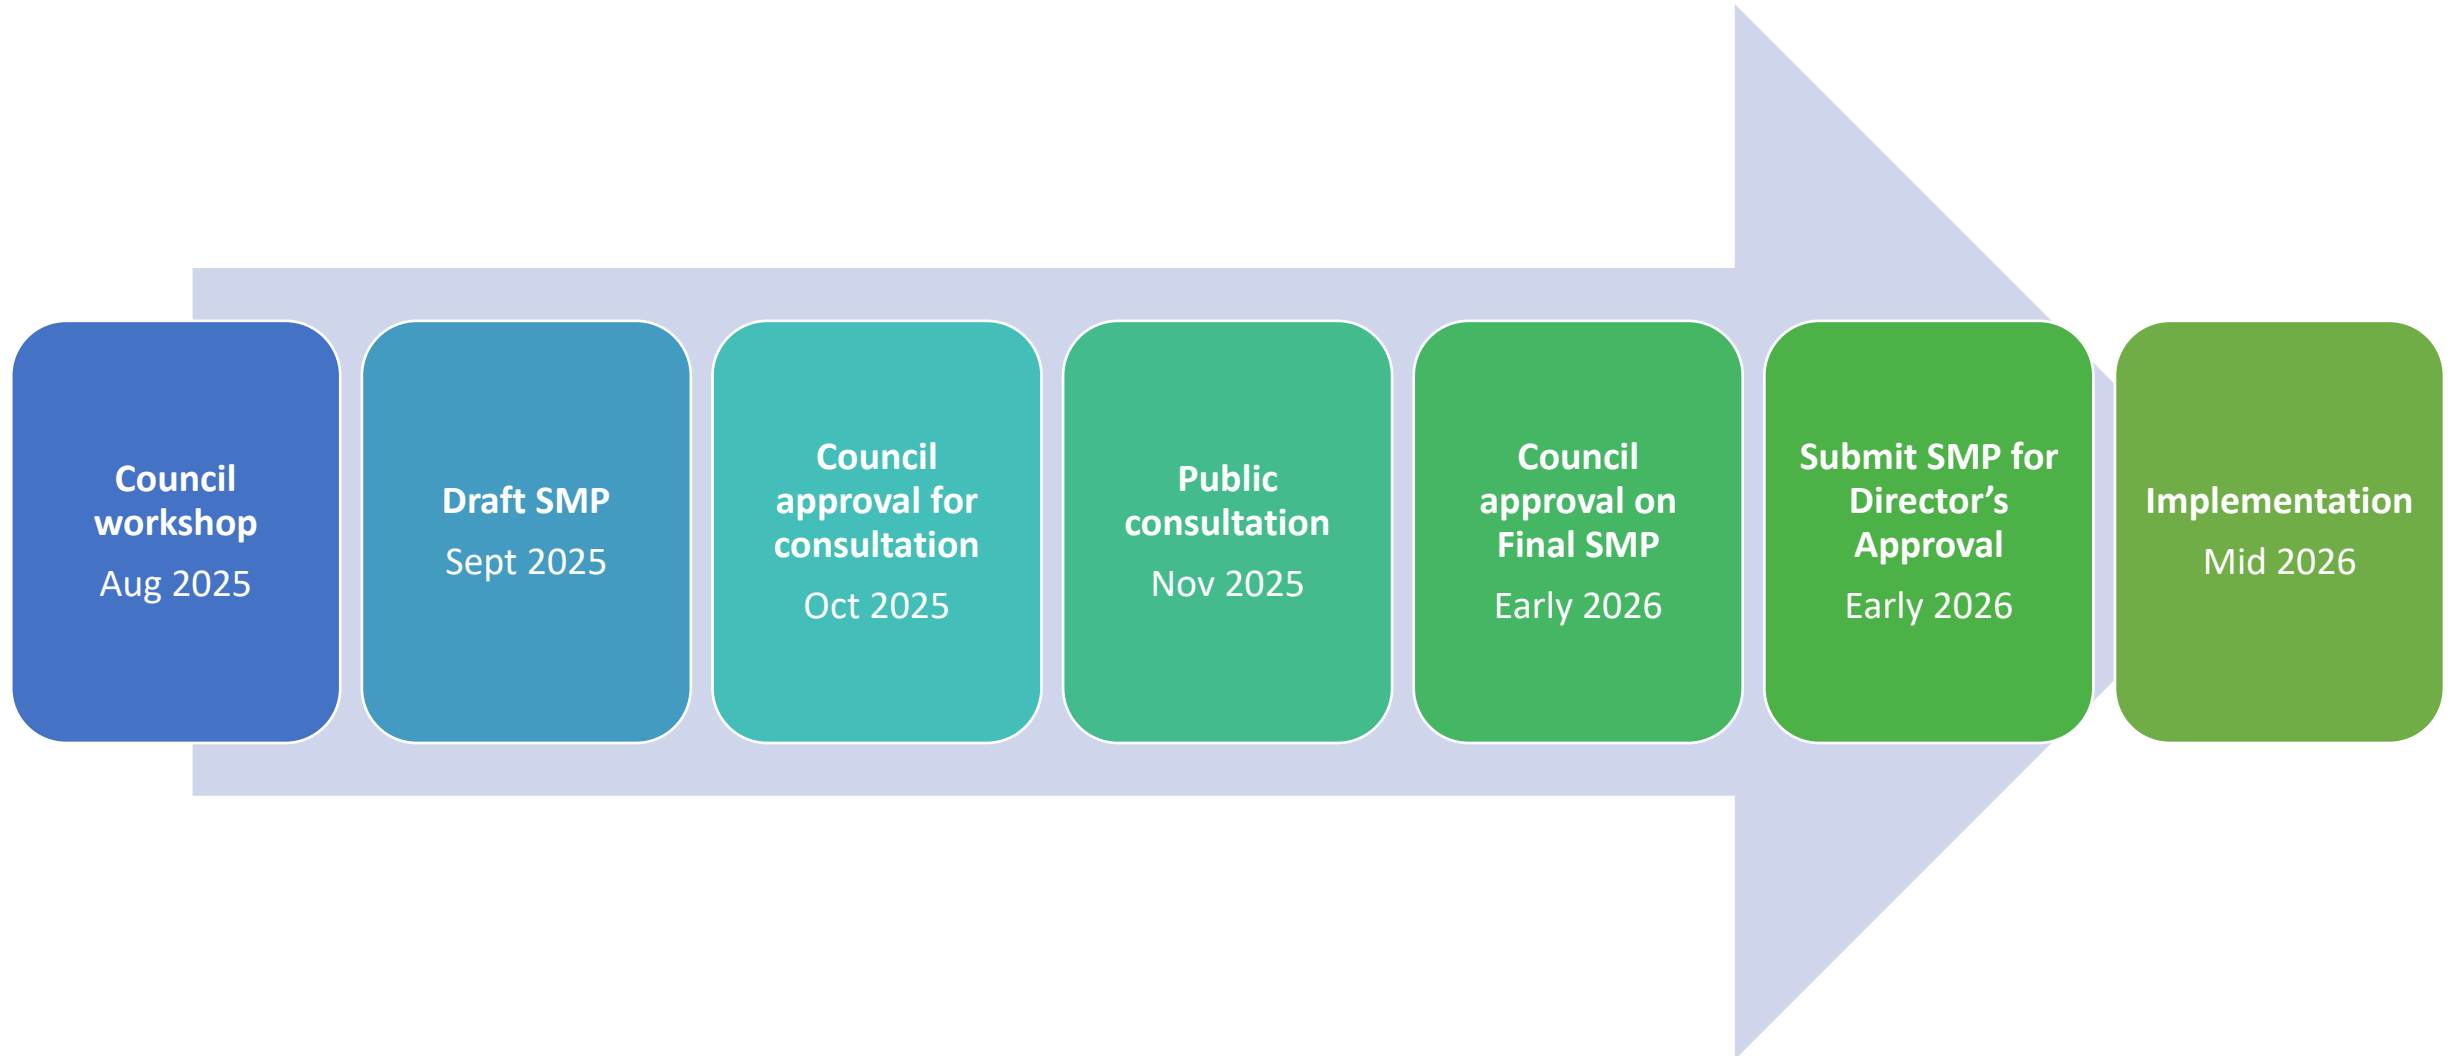 Council
workshop
Aug 2025
Draft SMP
Sept 2025
Council
approval for
consultation
Oct 2025
Public
consultation
Nov 2025
Council
approval on
Final SMP
Early 2026
Submit SMP for
Director’s
Approval
Early 2026
Implementation
Mid 2026